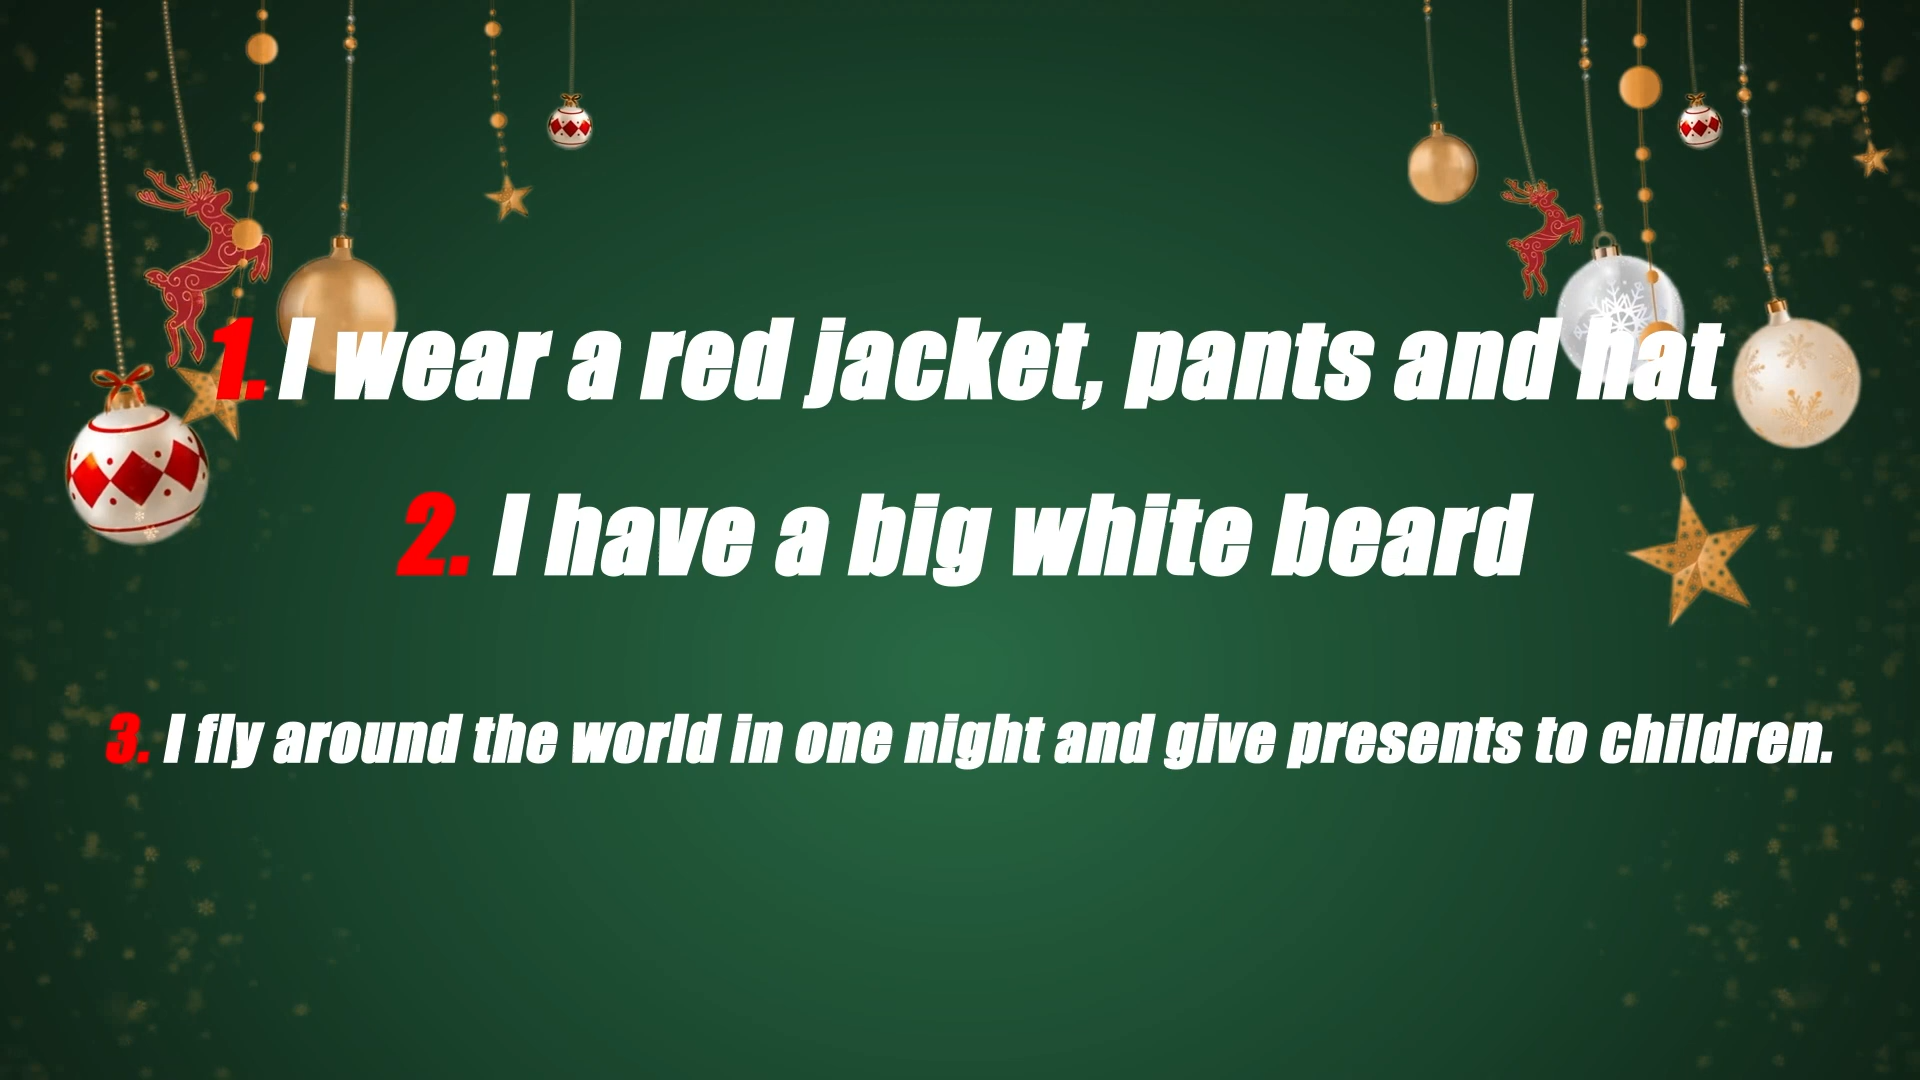 1. I wear a red jacket, pants and hat
2. I have a big white beard
3. I fly around the world in one night and give presents to children.